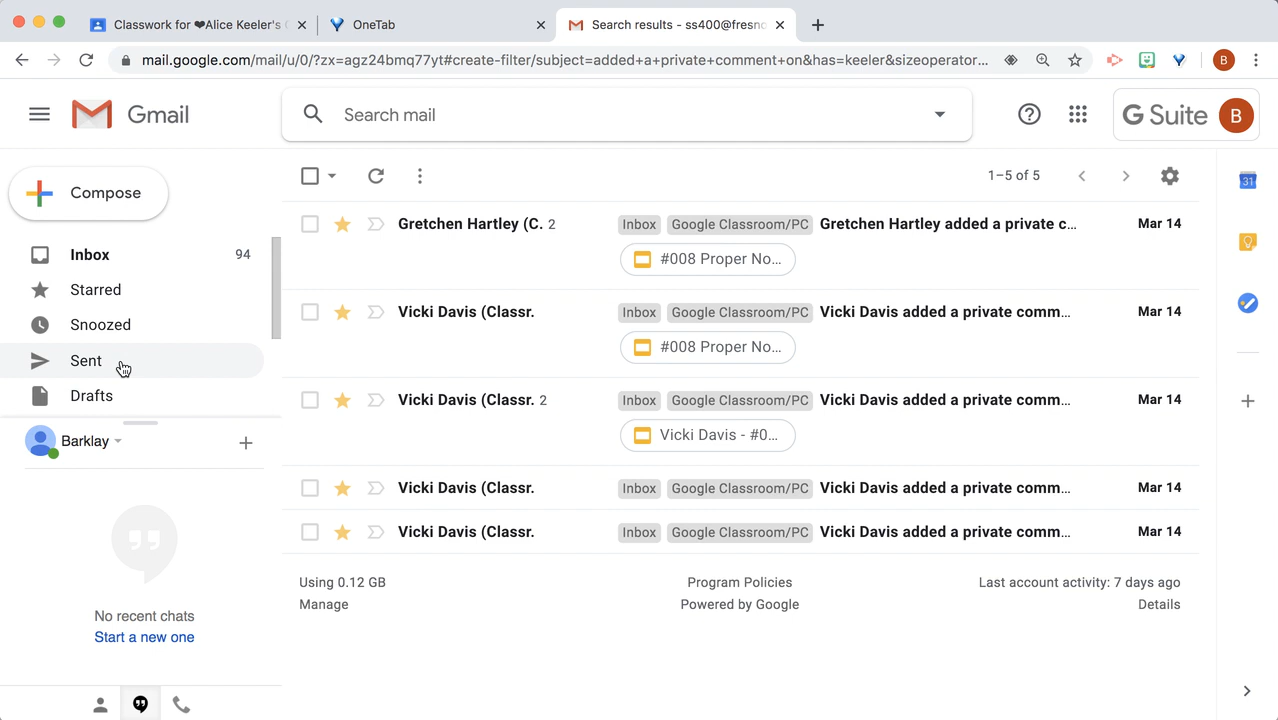 Classwork for ❤Alice Keeler's
OneTab
Search results - ss400@fresno
mail.google.com/mail/u/0/?zx=agz24bmq77yt#create-filter/subject=added+a+private+comment+on&has=keeler&sizeoperator...
B
Gmail
Search mail
G Suite
B
Compose
1–5 of 5
31
Inbox 94
Starred
Snoozed
Sent
Drafts
Barklay
No recent chats
Start a new one
Gretchen Hartley (C. 2 Inbox Google Classroom/PC Gretchen Hartley added a private c... Mar 14
#008 Proper No...
Vicki Davis (Classr. Inbox Google Classroom/PC Vicki Davis added a private comm... Mar 14
#008 Proper No...
Vicki Davis (Classr. 2 Inbox Google Classroom/PC Vicki Davis added a private comm... Mar 14
Vicki Davis - #0...
Vicki Davis (Classr. Inbox Google Classroom/PC Vicki Davis added a private comm... Mar 14
Vicki Davis (Classr. Inbox Google Classroom/PC Vicki Davis added a private comm... Mar 14
Using 0.12 GB
Manage
Program Policies
Powered by Google
Last account activity: 7 days ago
Details